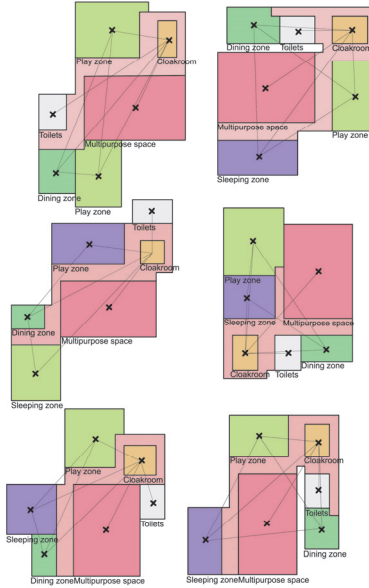 Play zone
Cloakroom
Toilets
Multipurpose space
Dining zone
Play zone
Dining zone
Toilets
Cloakroom
Multipurpose space
Play zone
Sleeping zone
Toilets
Play zone
Cloakroom
Dining zone
Multipurpose space
Sleeping zone
Play zone
Sleeping zone
Multipurpose space
Cloakroom
Toilets
Dining zone
Play zone
Cloakroom
Toilets
Sleeping zone
Dining zone
Multipurpose space
Play zone
Cloakroom
Toilets
Dining zone
Sleeping zone
Multipurpose space